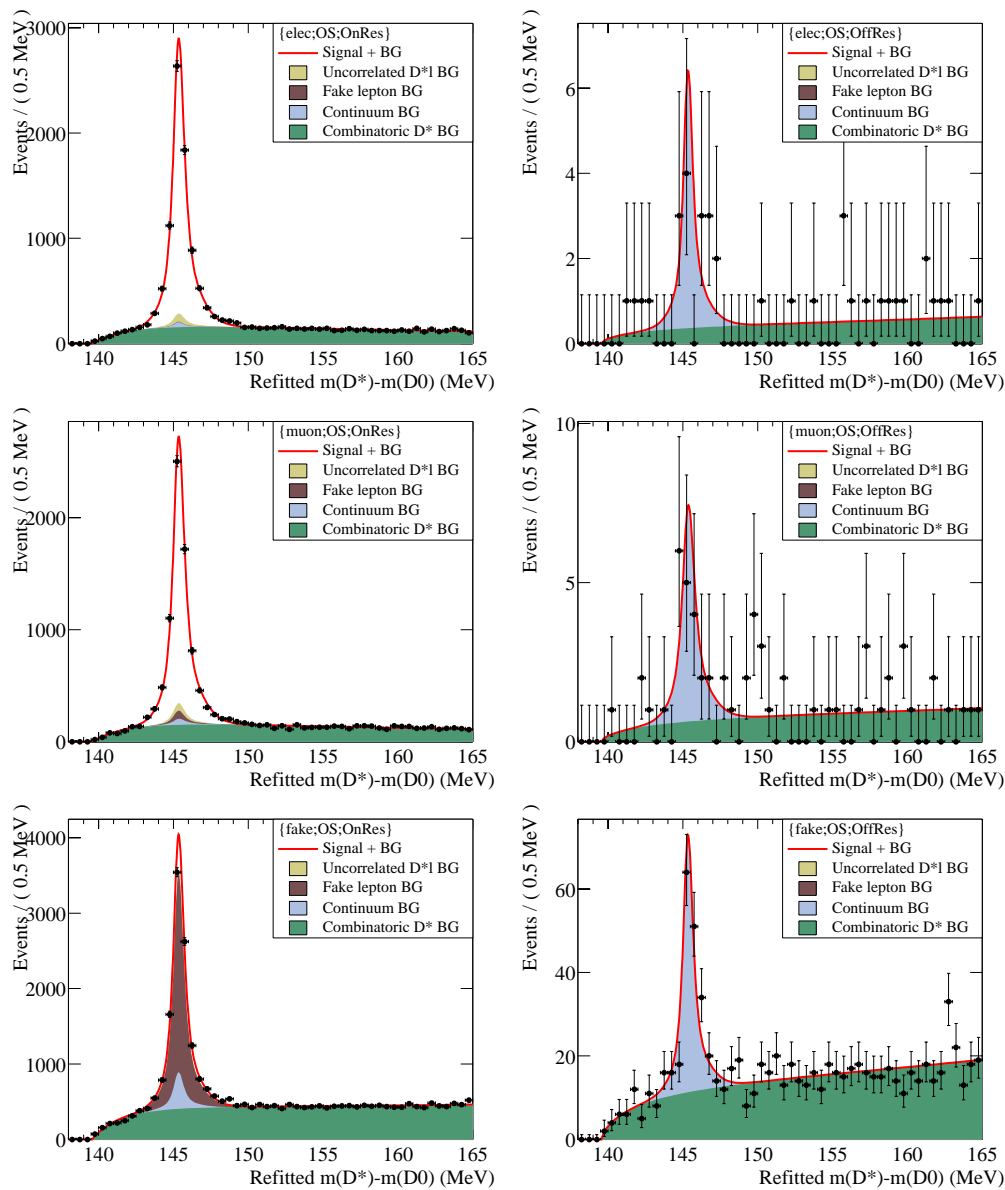 {elec;OS;OnRes}
Signal + BG
Uncorrelated D*l BG
Fake lepton BG
Continuum BG
Combinatoric D* BG
Events / ( 0.5 MeV )
3000
2000
1000
0
140 145 150 155 160 165
Refitted m(D*)-m(D0) (MeV)
{elec;OS;OffRes}
Signal + BG
Uncorrelated D*l BG
Fake lepton BG
Continuum BG
Combinatoric D* BG
Events / ( 0.5 MeV )
6
4
2
0
140 145 150 155 160 165
Refitted m(D*)-m(D0) (MeV)
{muon;OS;OnRes}
Signal + BG
Uncorrelated D*l BG
Fake lepton BG
Continuum BG
Combinatoric D* BG
Events / ( 0.5 MeV )
2000
1000
0
140 145 150 155 160 165
Refitted m(D*)-m(D0) (MeV)
{muon;OS;OffRes}
Signal + BG
Uncorrelated D*l BG
Fake lepton BG
Continuum BG
Combinatoric D* BG
Events / ( 0.5 MeV )
10
5
0
140 145 150 155 160 165
Refitted m(D*)-m(D0) (MeV)
{fake;OS;OnRes}
Signal + BG
Uncorrelated D*l BG
Fake lepton BG
Continuum BG
Combinatoric D* BG
Events / ( 0.5 MeV )
4000
3000
2000
1000
0
140 145 150 155 160 165
Refitted m(D*)-m(D0) (MeV)
{fake;OS;OffRes}
Signal + BG
Uncorrelated D*l BG
Fake lepton BG
Continuum BG
Combinatoric D* BG
Events / ( 0.5 MeV )
60
40
20
0
140 145 150 155 160 165
Refitted m(D*)-m(D0) (MeV)